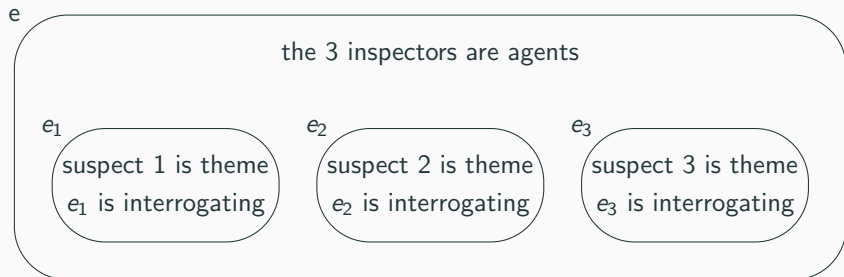 e
the 3 inspectors are agents
e₁ e₂ e₃
suspect 1 is theme suspect 2 is theme suspect 3 is theme
e₁ is interrogating e₂ is interrogating e₃ is interrogating